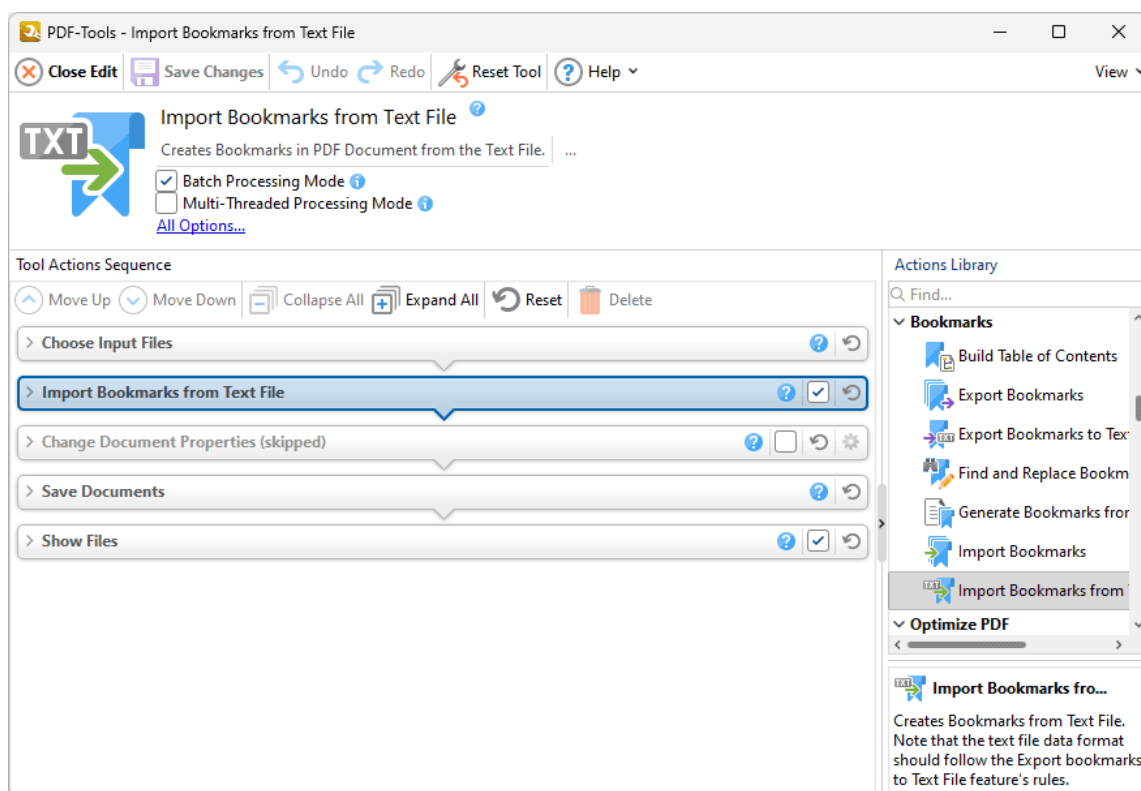 PDF-Tools - Import Bookmarks from Text File
Close Edit Save Changes Undo Redo Reset Tool ? Help View
TXT
Import Bookmarks from Text File ?
Creates Bookmarks in PDF Document from the Text File. ...
Batch Processing Mode i
Multi-Threaded Processing Mode i
All Options...
Tool Actions Sequence
Move Up Move Down Collapse All Expand All Reset Delete
Choose Input Files ?
Import Bookmarks from Text File ?
Change Document Properties (skipped) ?
Save Documents ?
Show Files ?
Actions Library
Find...
Bookmarks
Build Table of Contents
Export Bookmarks
TXT Export Bookmarks to Text
Find and Replace Bookm
Generate Bookmarks from
Import Bookmarks
TXT Import Bookmarks from
Optimize PDF
TXT Import Bookmarks fro...
Creates Bookmarks from Text File.
Note that the text file data format
should follow the Export bookmarks
to Text File feature's rules.